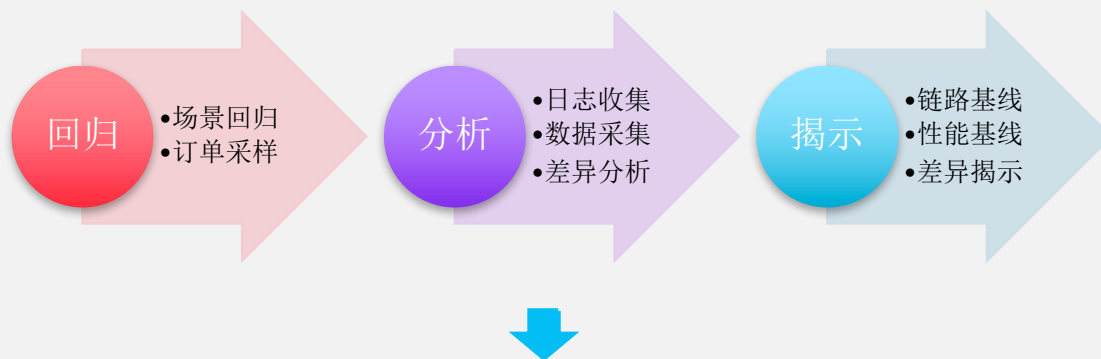 回归
•场景回归
•订单采样
分析
•日志收集
•数据采集
•差异分析
揭示
•链路基线
•性能基线
•差异揭示